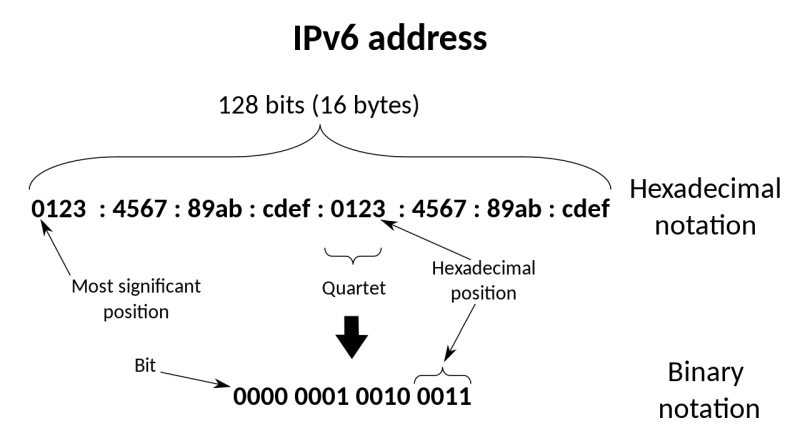 IPv6 address
128 bits (16 bytes)
0123 : 4567 : 89ab : cdef : 0123 : 4567 : 89ab : cdef
Hexadecimal
notation
Most significant
position
Quartet
Hexadecimal
position
Bit
0000 0001 0010 0011
Binary
notation